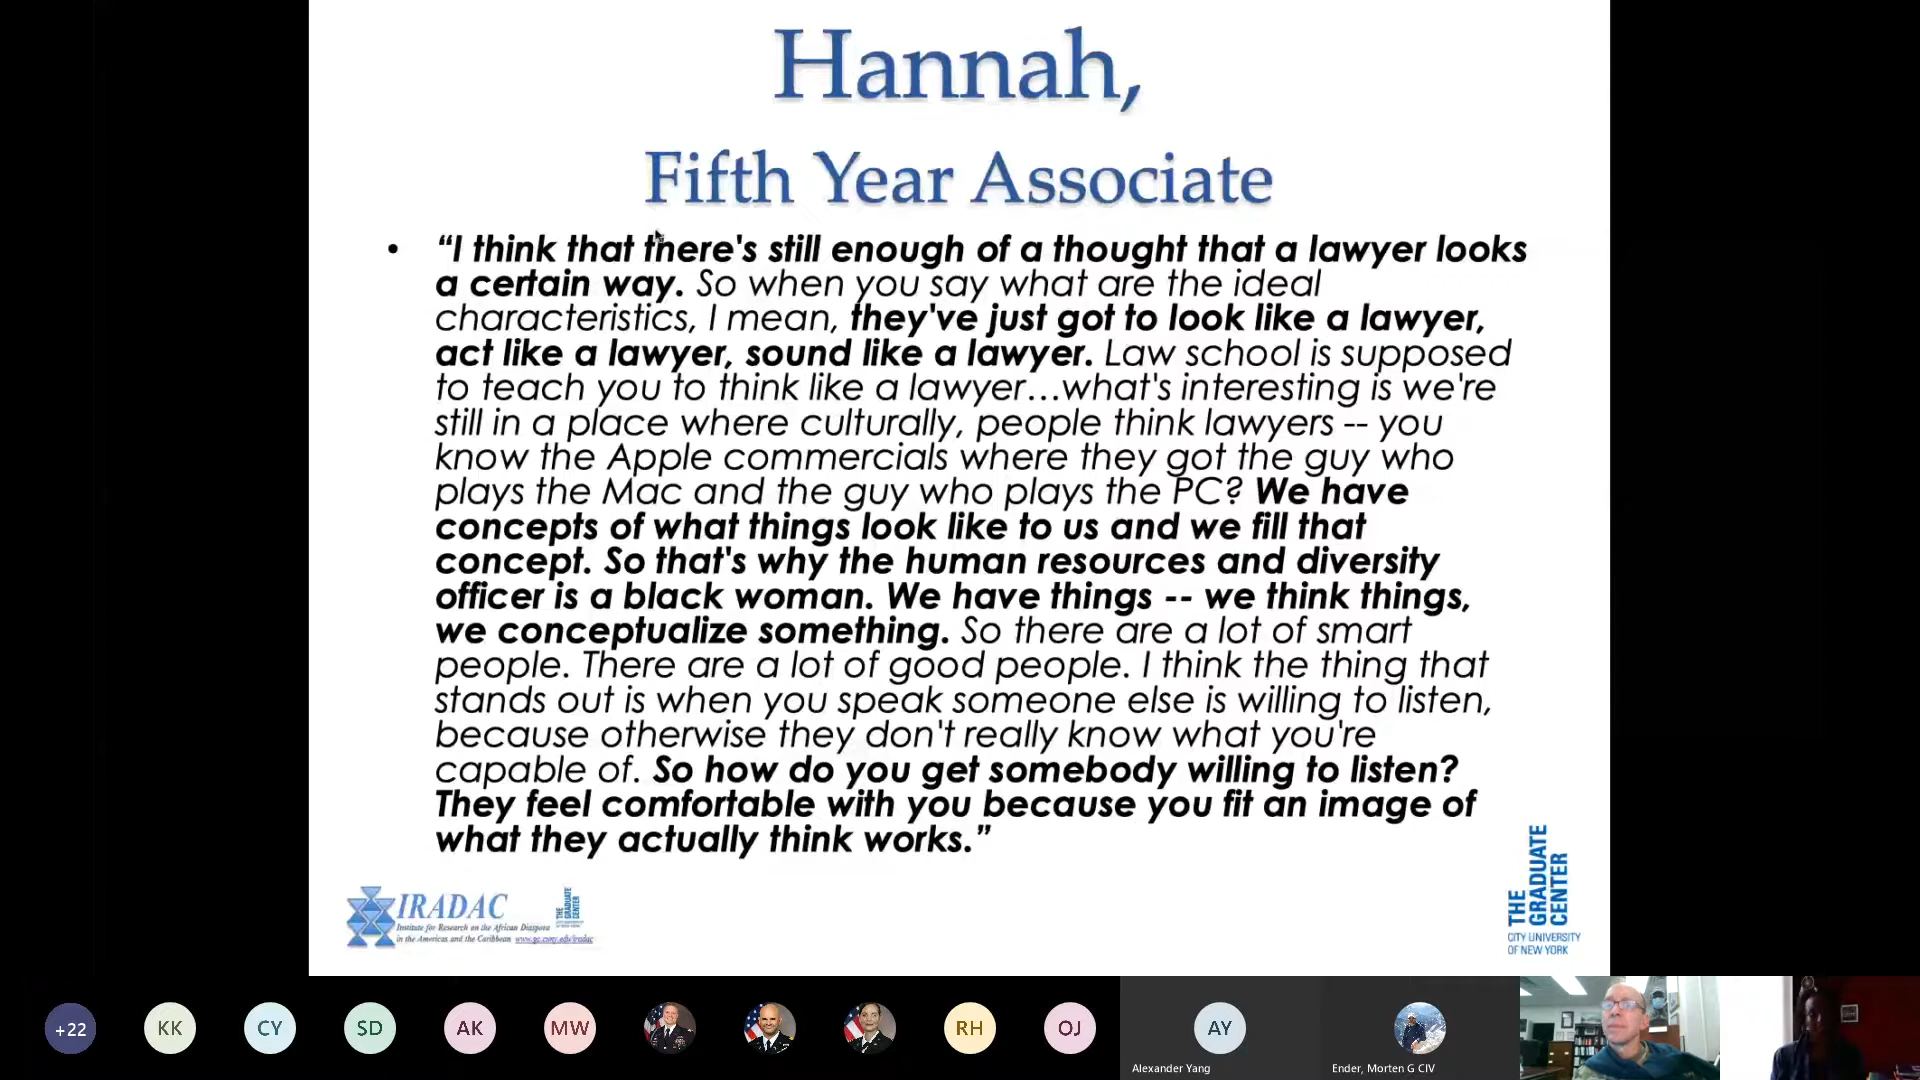 Hannah,
Fifth Year Associate
• “I think that there's still enough of a thought that a lawyer looks
a certain way. So when you say what are the ideal
characteristics, I mean, they've just got to look like a lawyer,
act like a lawyer, sound like a lawyer. Law school is supposed
to teach you to think like a lawyer…what's interesting is we're
still in a place where culturally, people think lawyers -- you
know the Apple commercials where they got the guy who
plays the Mac and the guy who plays the PC? We have
concepts of what things look like to us and we fill that
concept. So that's why the human resources and diversity
officer is a black woman. We have things -- we think things,
we conceptualize something. So there are a lot of smart
people. There are a lot of good people. I think the thing that
stands out is when you speak someone else is willing to listen,
because otherwise they don't really know what you're
capable of. So how do you get somebody willing to listen?
They feel comfortable with you because you fit an image of
what they actually think works.”
IRADAC
Institute for Research on the African Diaspora
in the Americas and the Caribbean www.gc.cuny.edu/iradac
THE
GRADUATE
CENTER
THE
GRADUATE
CENTER
CITY UNIVERSITY
OF NEW YORK
+22
KK
CY
SD
AK
MW
RH
OJ
AY
Alexander Yang
Ender, Morten G CIV